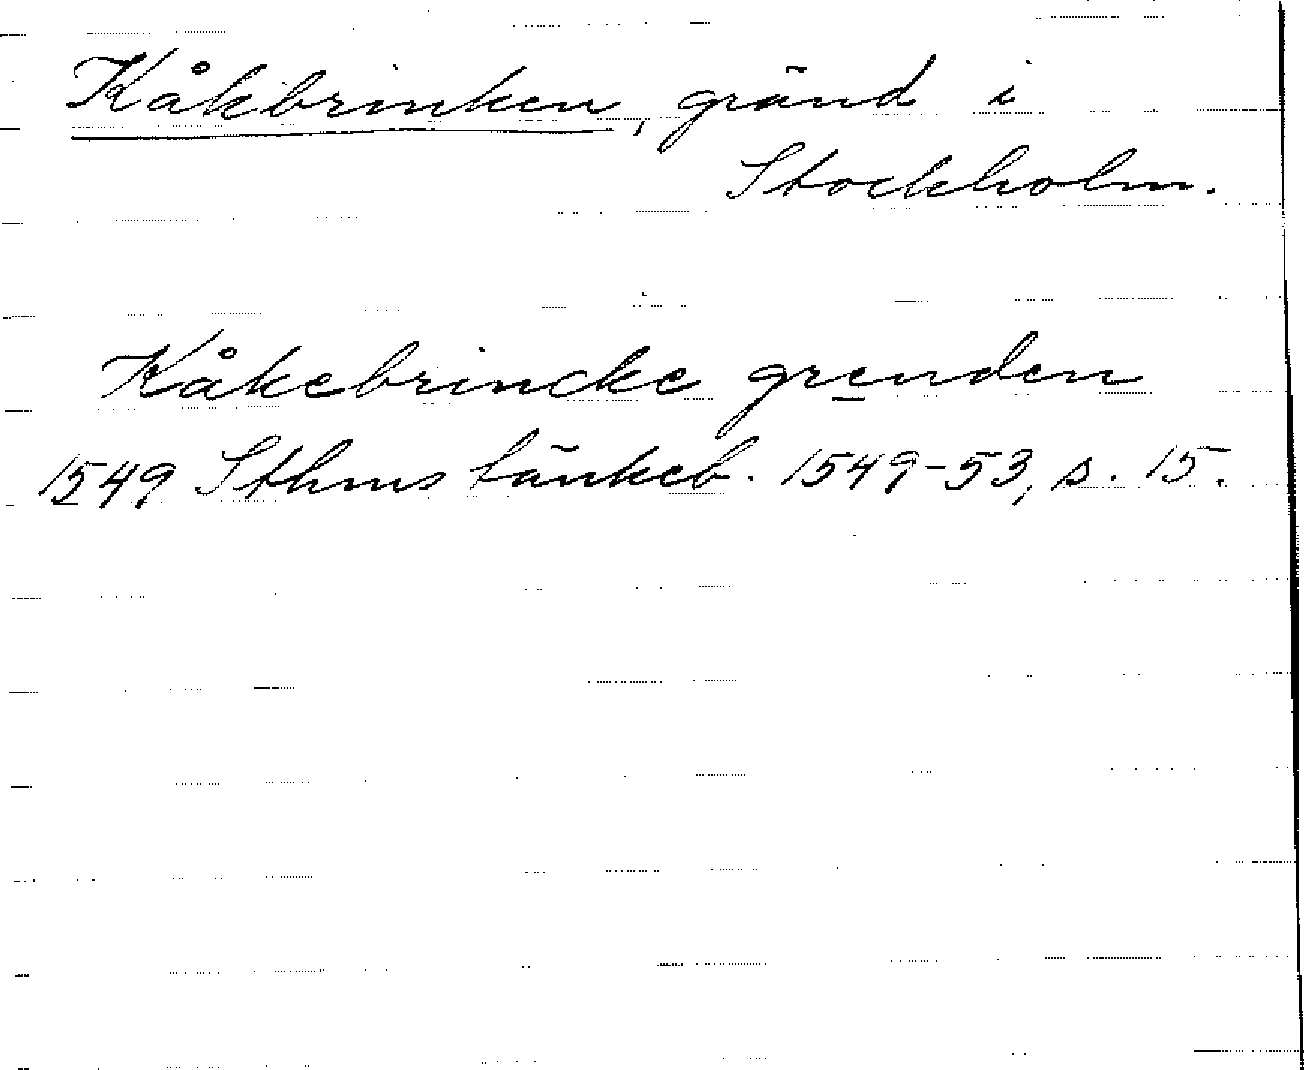 Kåkbrinken, gränd i
Stockholm.
Kåkebrincke grenden
1549 Sthms tänkeb. 1549-53, s. 15.